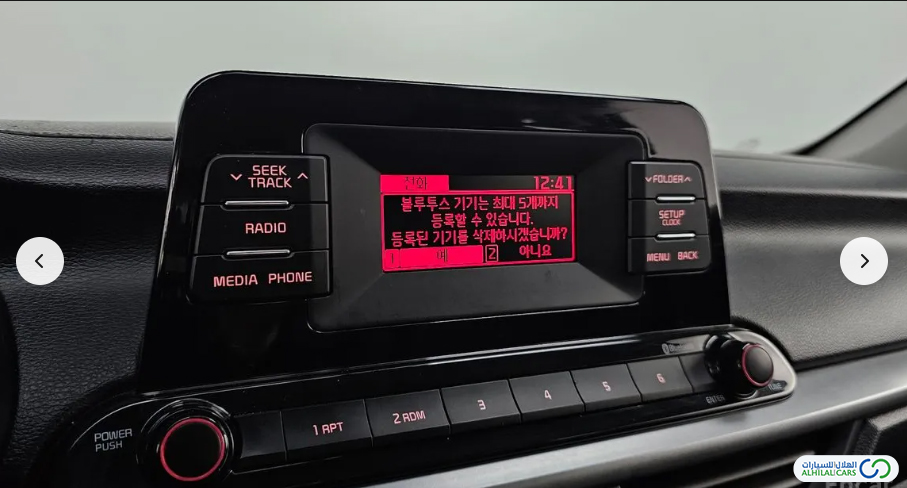 SEEK
TRACK
RADIO
MEDIA PHONE
전화 12:41
블루투스 기기는 최대 5개까지
등록할 수 있습니다.
등록된 기기를 삭제하시겠습니까?
1 예 2 아니요
FOLDER
SETUP
CLOCK
MENU BACK
POWER
PUSH
1 RPT
2 RDM
3
4
5
6
ENTER
TUNE
الهلال للسيارات
ALHILAL CARS